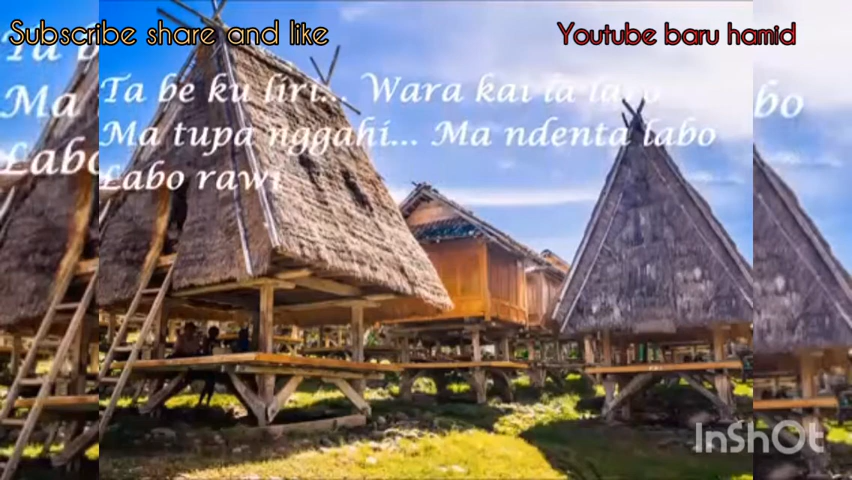 Subscribe share and like
Youtube baru hamid
Ta be ku liri... Wara kai la
Ma tupa nggahi... Ma ndenta labo
Labo rawi
InShOt